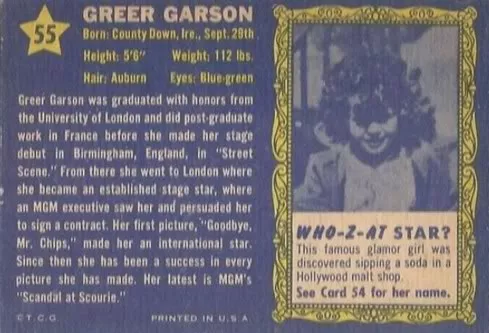 55
GREER GARSON
Born: County Down, Ire., Sept. 29th
Height: 5'6" Weight: 112 lbs.
Hair: Auburn Eyes: Blue-green
Greer Garson was graduated with honors from
the University of London and did post-graduate
work in France before she made her stage
debut in Birmingham, England, in "Street
Scene." From there she went to London where
she became an established stage star, where
an MGM executive saw her and persuaded her
to sign a contract. Her first picture, "Goodbye,
Mr. Chips," made her an international star.
Since then she has been a success in every
picture she has made. Her latest is MGM's
"Scandal at Scourie."
©T.C.G. PRINTED IN U.S.A.
WHO-Z-AT STAR?
This famous glamor girl was
discovered sipping a soda in a
Hollywood malt shop.
See Card 54 for her name.